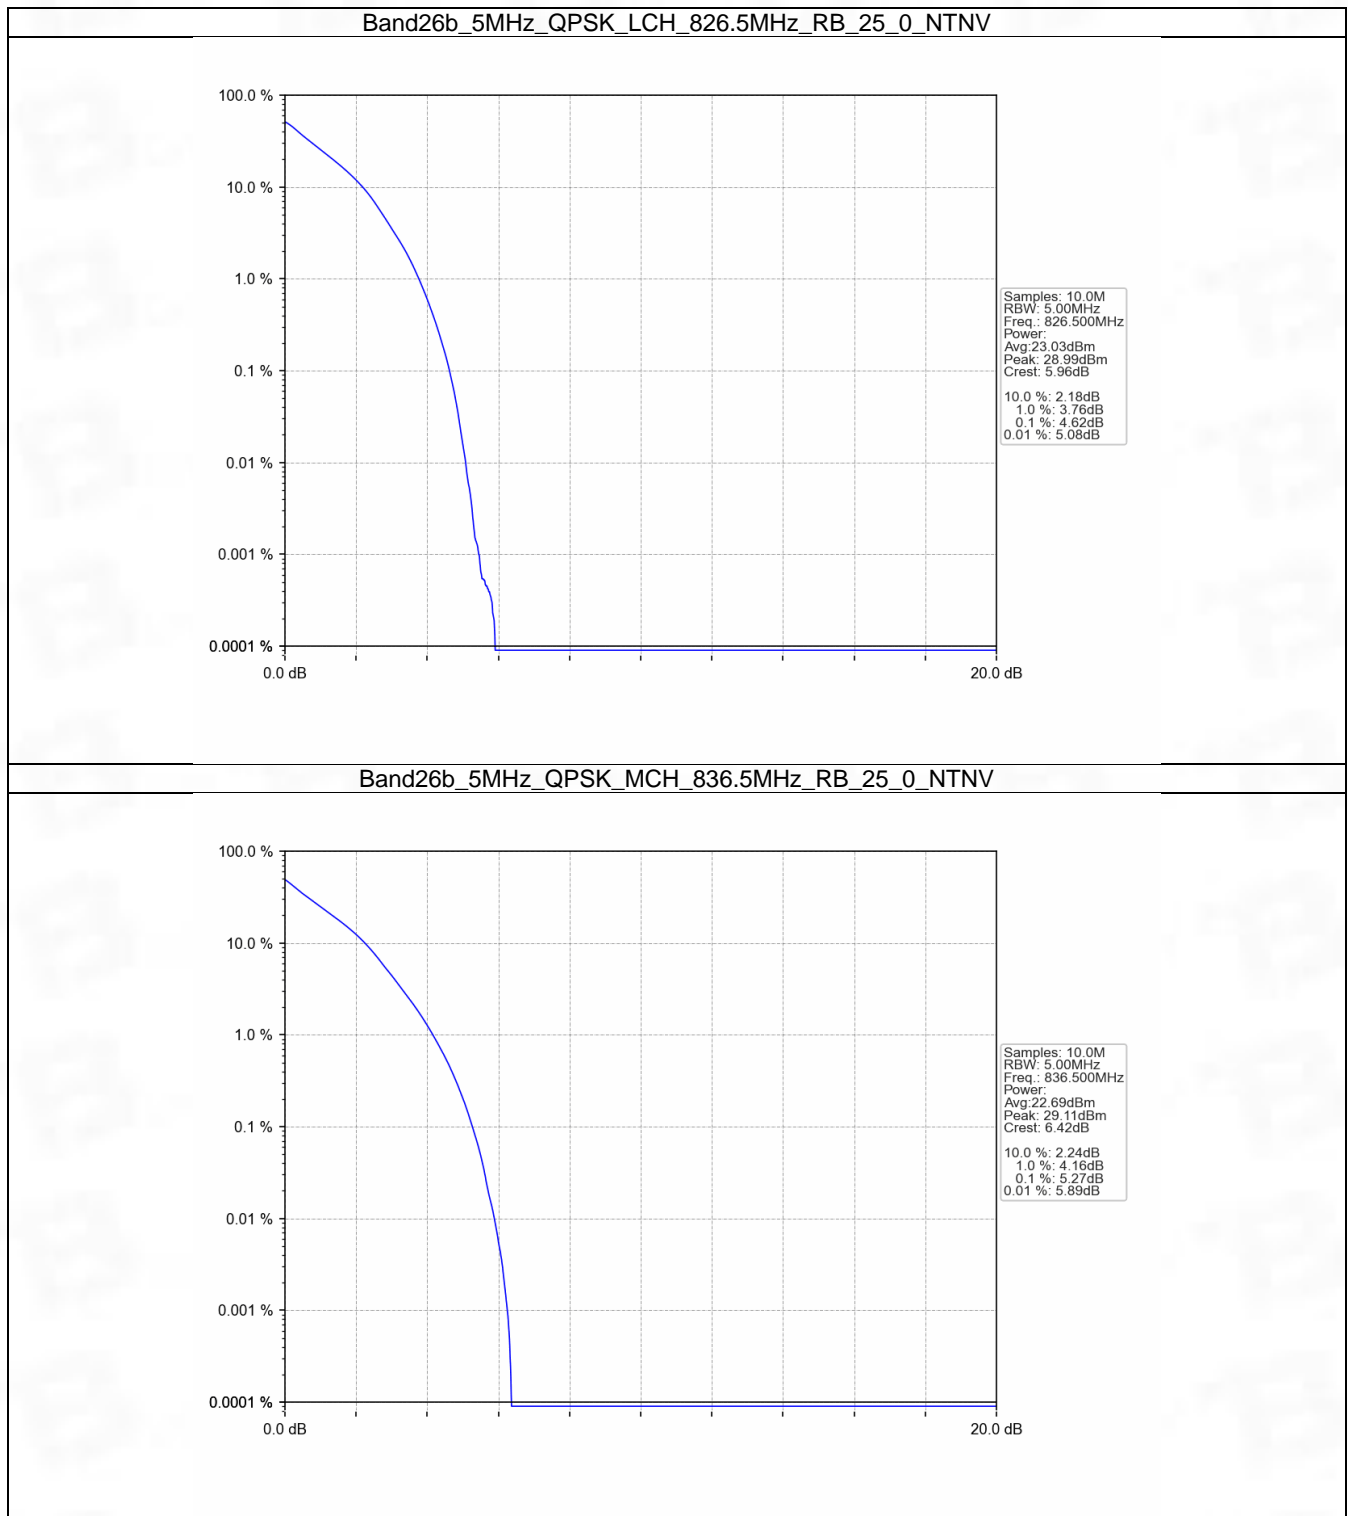 Band26b_5MHz_QPSK_LCH_826.5MHz_RB_25_0_NTNV
100.0 %
10.0 %
1.0 %
0.1 %
0.01 %
0.001 %
0.0001 %
0.0 dB
20.0 dB
Samples: 10.0M
RBW: 5.00MHz
Freq.: 826.500MHz
Power:
Avg:23.03dBm
Peak: 28.99dBm
Crest: 5.96dB
10.0 %: 2.18dB
1.0 %: 3.76dB
0.1 %: 4.62dB
0.01 %: 5.08dB
Band26b_5MHz_QPSK_MCH_836.5MHz_RB_25_0_NTNV
100.0 %
10.0 %
1.0 %
0.1 %
0.01 %
0.001 %
0.0001 %
0.0 dB
20.0 dB
Samples: 10.0M
RBW: 5.00MHz
Freq.: 836.500MHz
Power:
Avg:22.69dBm
Peak: 29.11dBm
Crest: 6.42dB
10.0 %: 2.24dB
1.0 %: 4.16dB
0.1 %: 5.27dB
0.01 %: 5.89dB